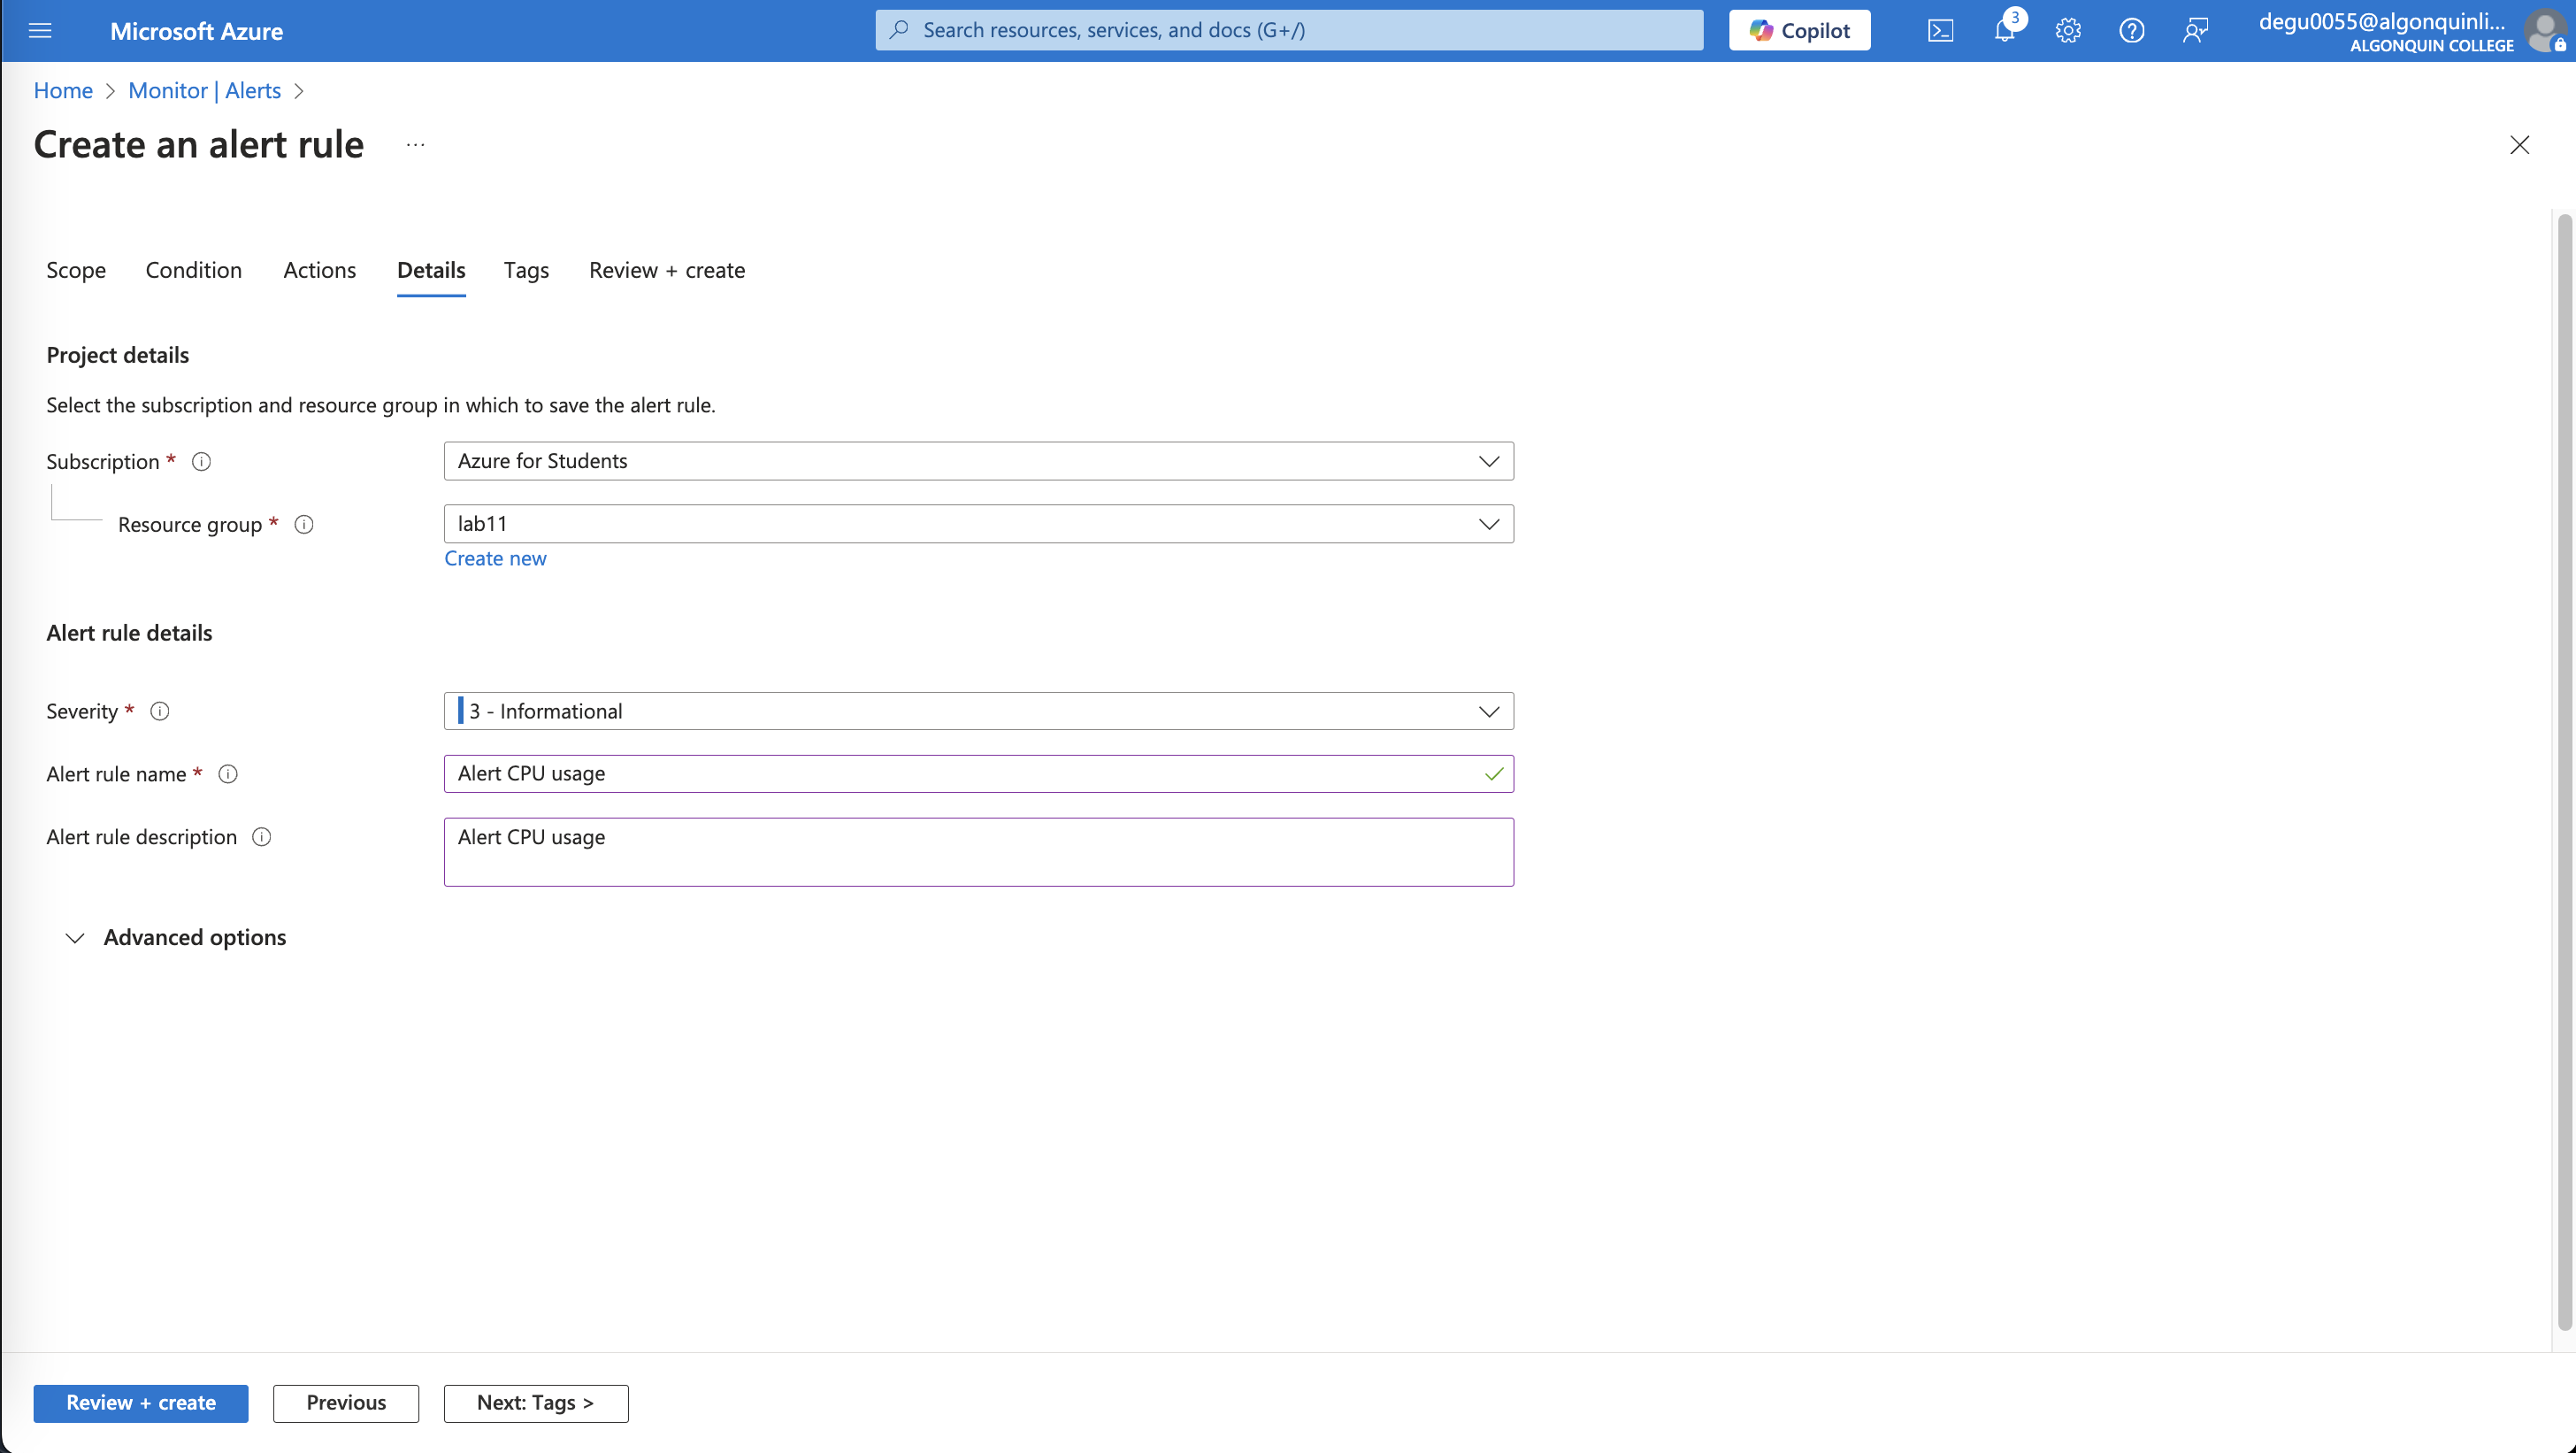 Microsoft Azure
Search resources, services, and docs (G+/)
Copilot
3
degu0055@algonquinli...
ALGONQUIN COLLEGE
Home > Monitor | Alerts >
Create an alert rule ...
Scope Condition Actions Details Tags Review + create
Project details
Select the subscription and resource group in which to save the alert rule.
Subscription * Azure for Students
Resource group * lab11
Create new
Alert rule details
Severity * 3 - Informational
Alert rule name * Alert CPU usage
Alert rule description Alert CPU usage
Advanced options
Review + create Previous Next: Tags >